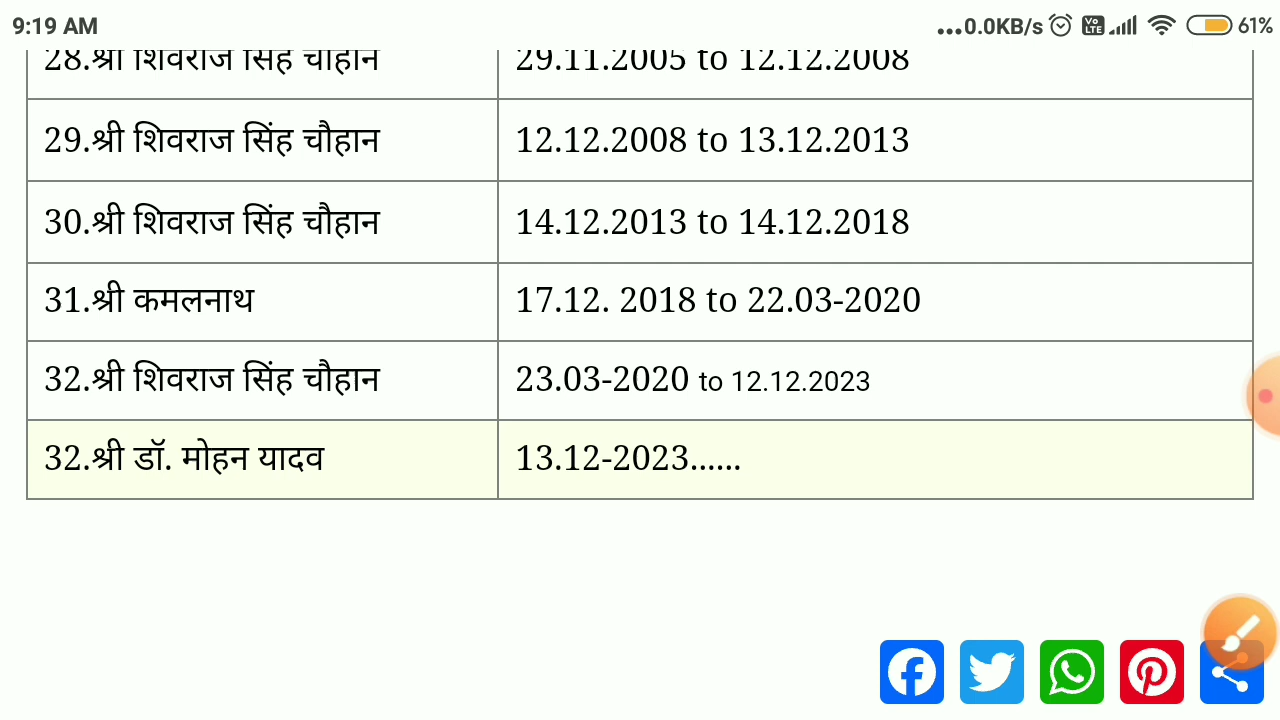 9:19 AM ...0.0KB/s Vo LTE 61%
28.श्री शिवराज सिंह चौहान 29.11.2005 to 12.12.2008
29.श्री शिवराज सिंह चौहान 12.12.2008 to 13.12.2013
30.श्री शिवराज सिंह चौहान 14.12.2013 to 14.12.2018
31.श्री कमलनाथ 17.12. 2018 to 22.03-2020
32.श्री शिवराज सिंह चौहान 23.03-2020 to 12.12.2023
32.श्री डॉ. मोहन यादव 13.12-2023......